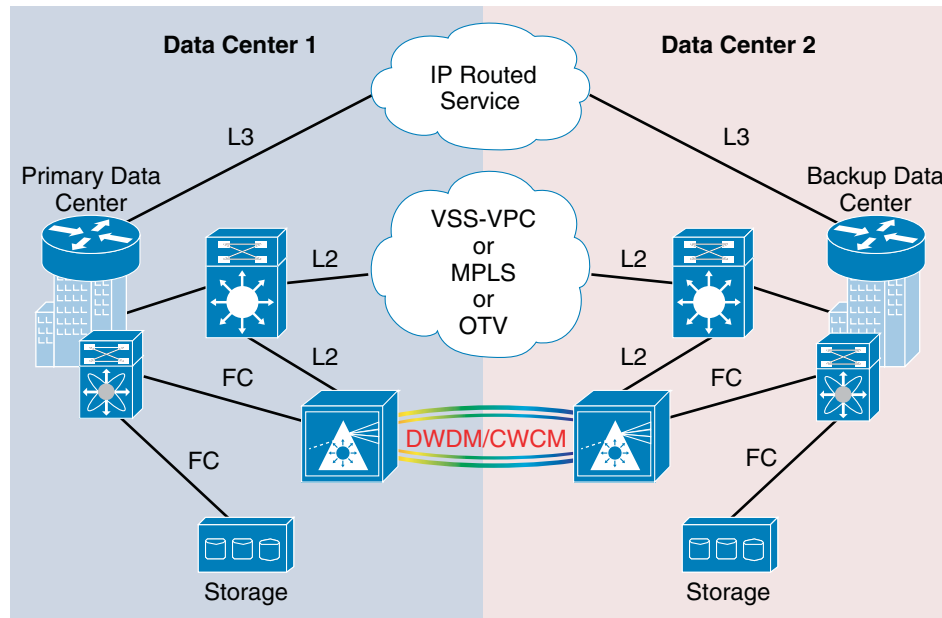 Data Center 1
Data Center 2
IP Routed
Service
L3
L3
Primary Data
Center
Backup Data
Center
VSS-VPC
or
MPLS
or
OTV
L2
L2
L2
L2
FC
FC
DWDM/CWCM
FC
FC
Storage
Storage